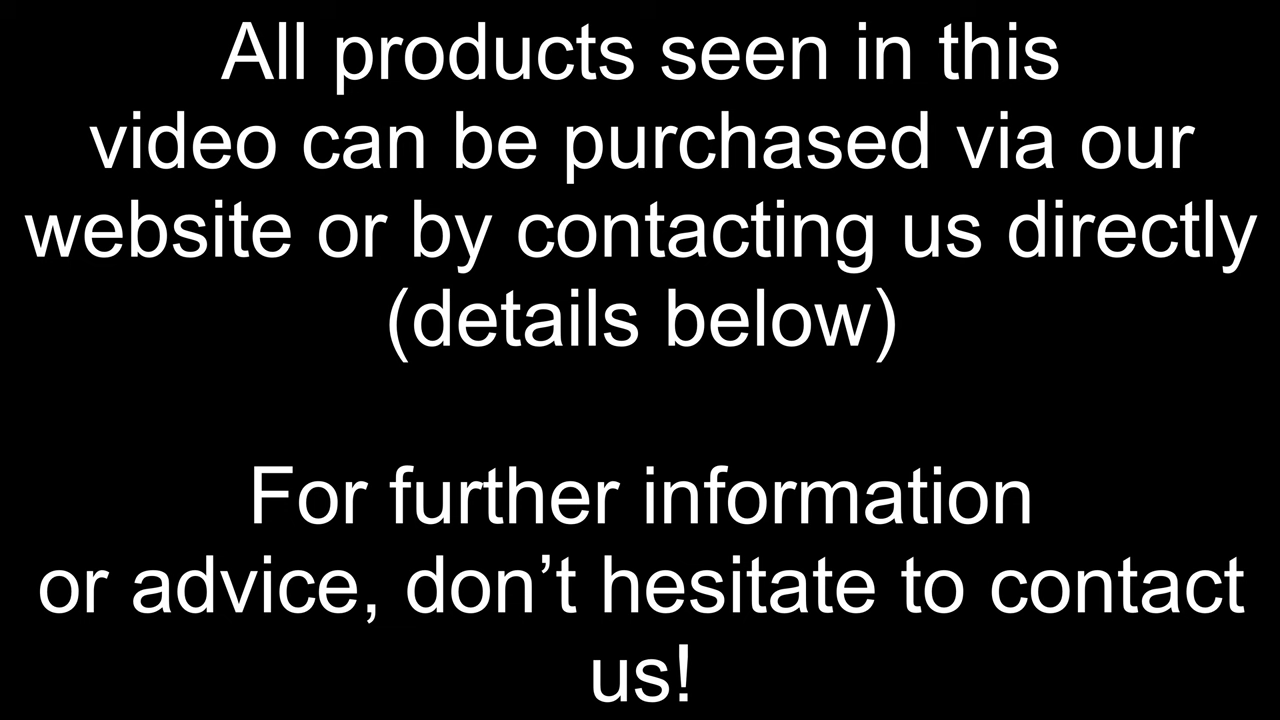 All products seen in this
video can be purchased via our
website or by contacting us directly
(details below)
For further information
or advice, don’t hesitate to contact
us!